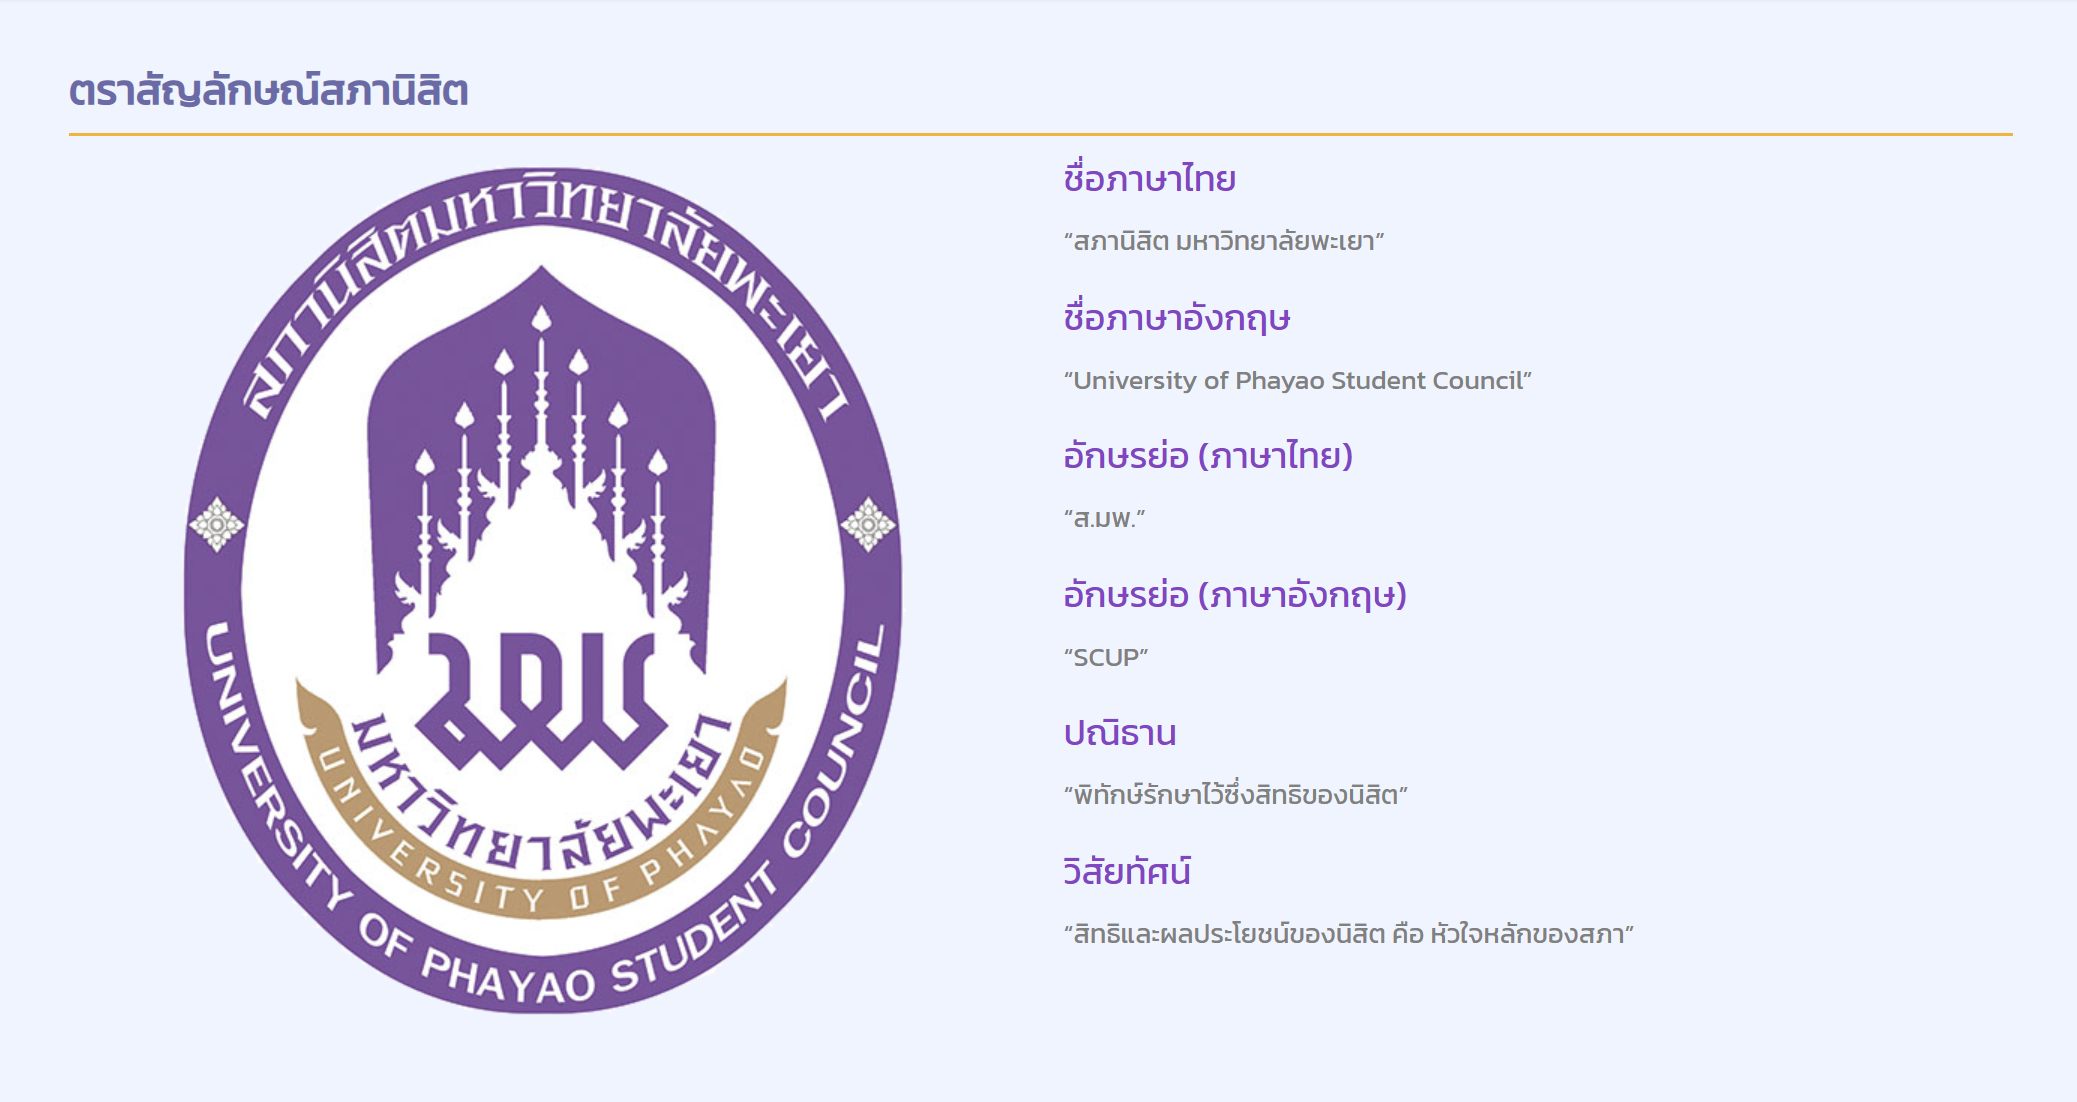 ตราสัญลักษณ์สภานิสิต
สภานิสิตมหาวิทยาลัยพะเยา
มหาวิทยาลัยพะเยา
UNIVERSITY OF PHAYAO
UNIVERSITY OF PHAYAO STUDENT COUNCIL
ชื่อภาษาไทย
“สภานิสิต มหาวิทยาลัยพะเยา”
ชื่อภาษาอังกฤษ
“University of Phayao Student Council”
อักษรย่อ (ภาษาไทย)
“ส.มพ.”
อักษรย่อ (ภาษาอังกฤษ)
“SCUP”
ปณิธาน
“พิทักษ์รักษาไว้ซึ่งสิทธิของนิสิต”
วิสัยทัศน์
“สิทธิและผลประโยชน์ของนิสิต คือ หัวใจหลักของสภา”